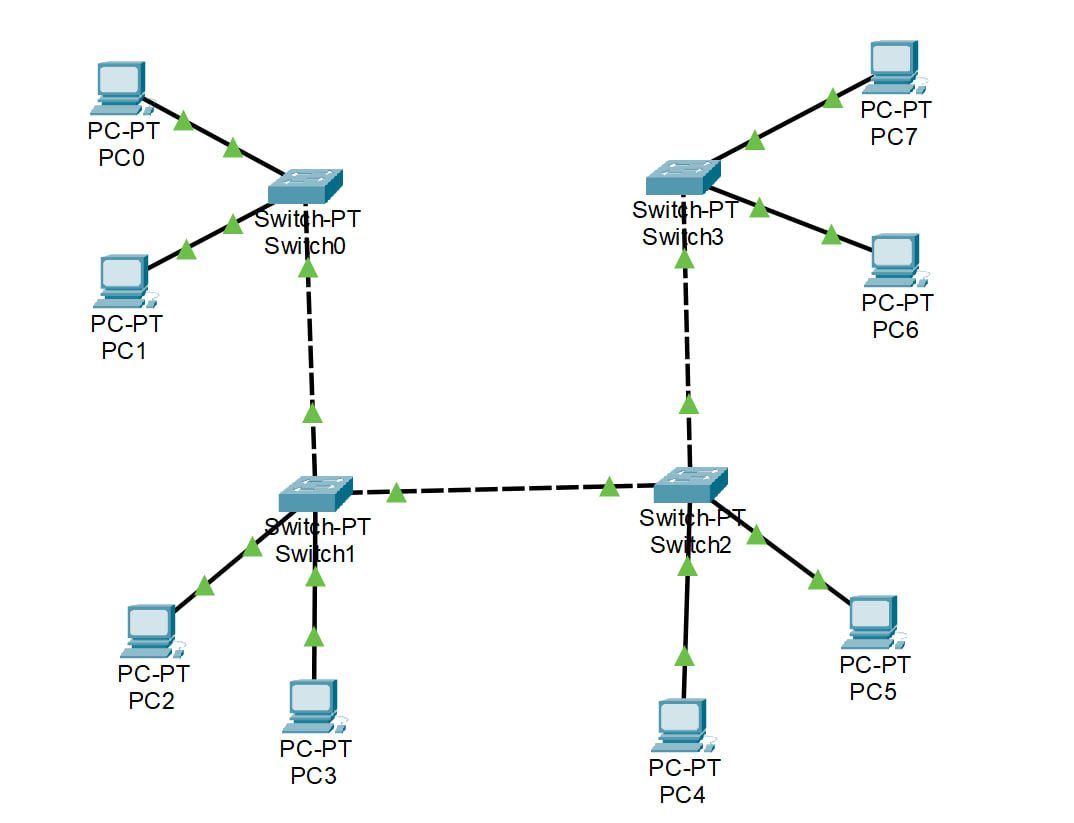 PC-PT
PC0
PC-PT
PC7
Switch-PT
Switch0
Switch-PT
Switch3
PC-PT
PC1
PC-PT
PC6
Switch-PT
Switch1
Switch-PT
Switch2
PC-PT
PC2
PC-PT
PC5
PC-PT
PC3
PC-PT
PC4